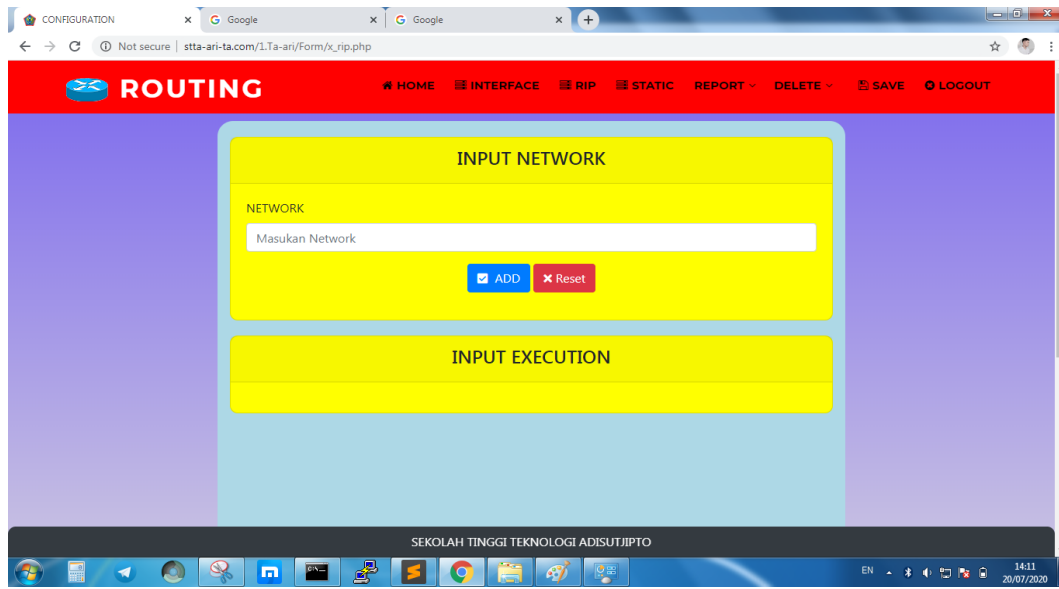 CONFIGURATION
Google
Google
Not secure | stta-ari-ta.com/1.Ta-ari/Form/x_rip.php
ROUTING
HOME INTERFACE RIP STATIC REPORT DELETE SAVE LOGOUT
INPUT NETWORK
NETWORK
Masukan Network
ADD
Reset
INPUT EXECUTION
SEKOLAH TINGGI TEKNOLOGI ADISUTJIPTO
EN
14:11
20/07/2020